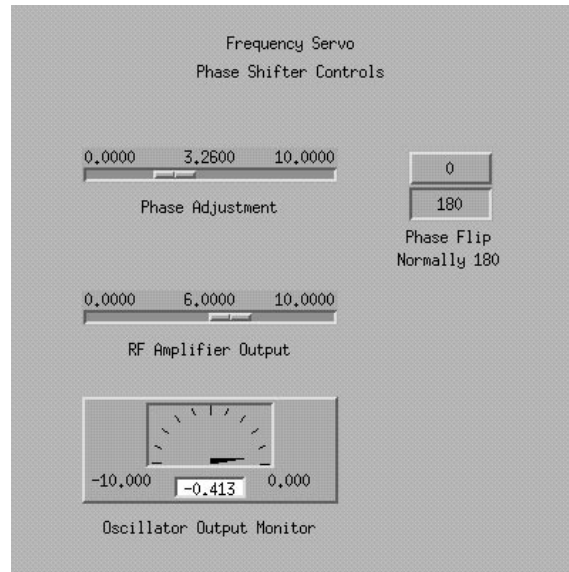 Frequency Servo
Phase Shifter Controls
0.0000 3.2600 10.0000
Phase Adjustment
0
180
Phase Flip
Normally 180
0.0000 6.0000 10.0000
RF Amplifier Output
-10.000 -0.413 0.000
Oscillator Output Monitor